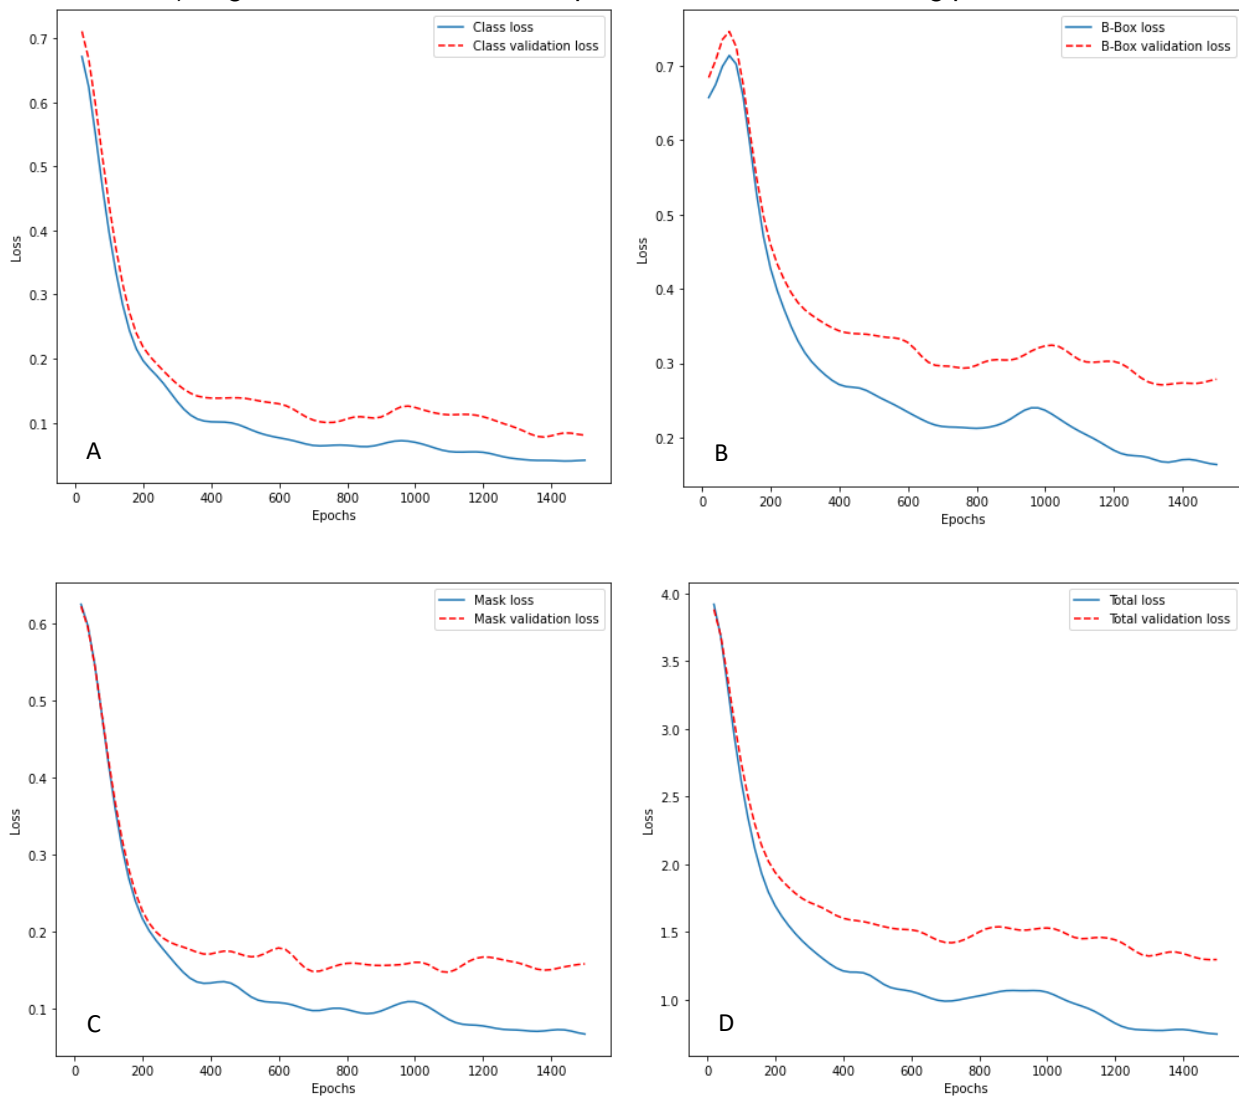 Class loss
Class validation loss
0.7
0.6
0.5
0.4
0.3
0.2
0.1
Loss
A
0 200 400 600 800 1000 1200 1400
Epochs
B-Box loss
B-Box validation loss
0.7
0.6
0.5
0.4
0.3
0.2
Loss
B
0 200 400 600 800 1000 1200 1400
Epochs
Mask loss
Mask validation loss
0.6
0.5
0.4
0.3
0.2
0.1
Loss
C
0 200 400 600 800 1000 1200 1400
Epochs
Total loss
Total validation loss
4.0
3.5
3.0
2.5
2.0
1.5
1.0
Loss
D
0 200 400 600 800 1000 1200 1400
Epochs